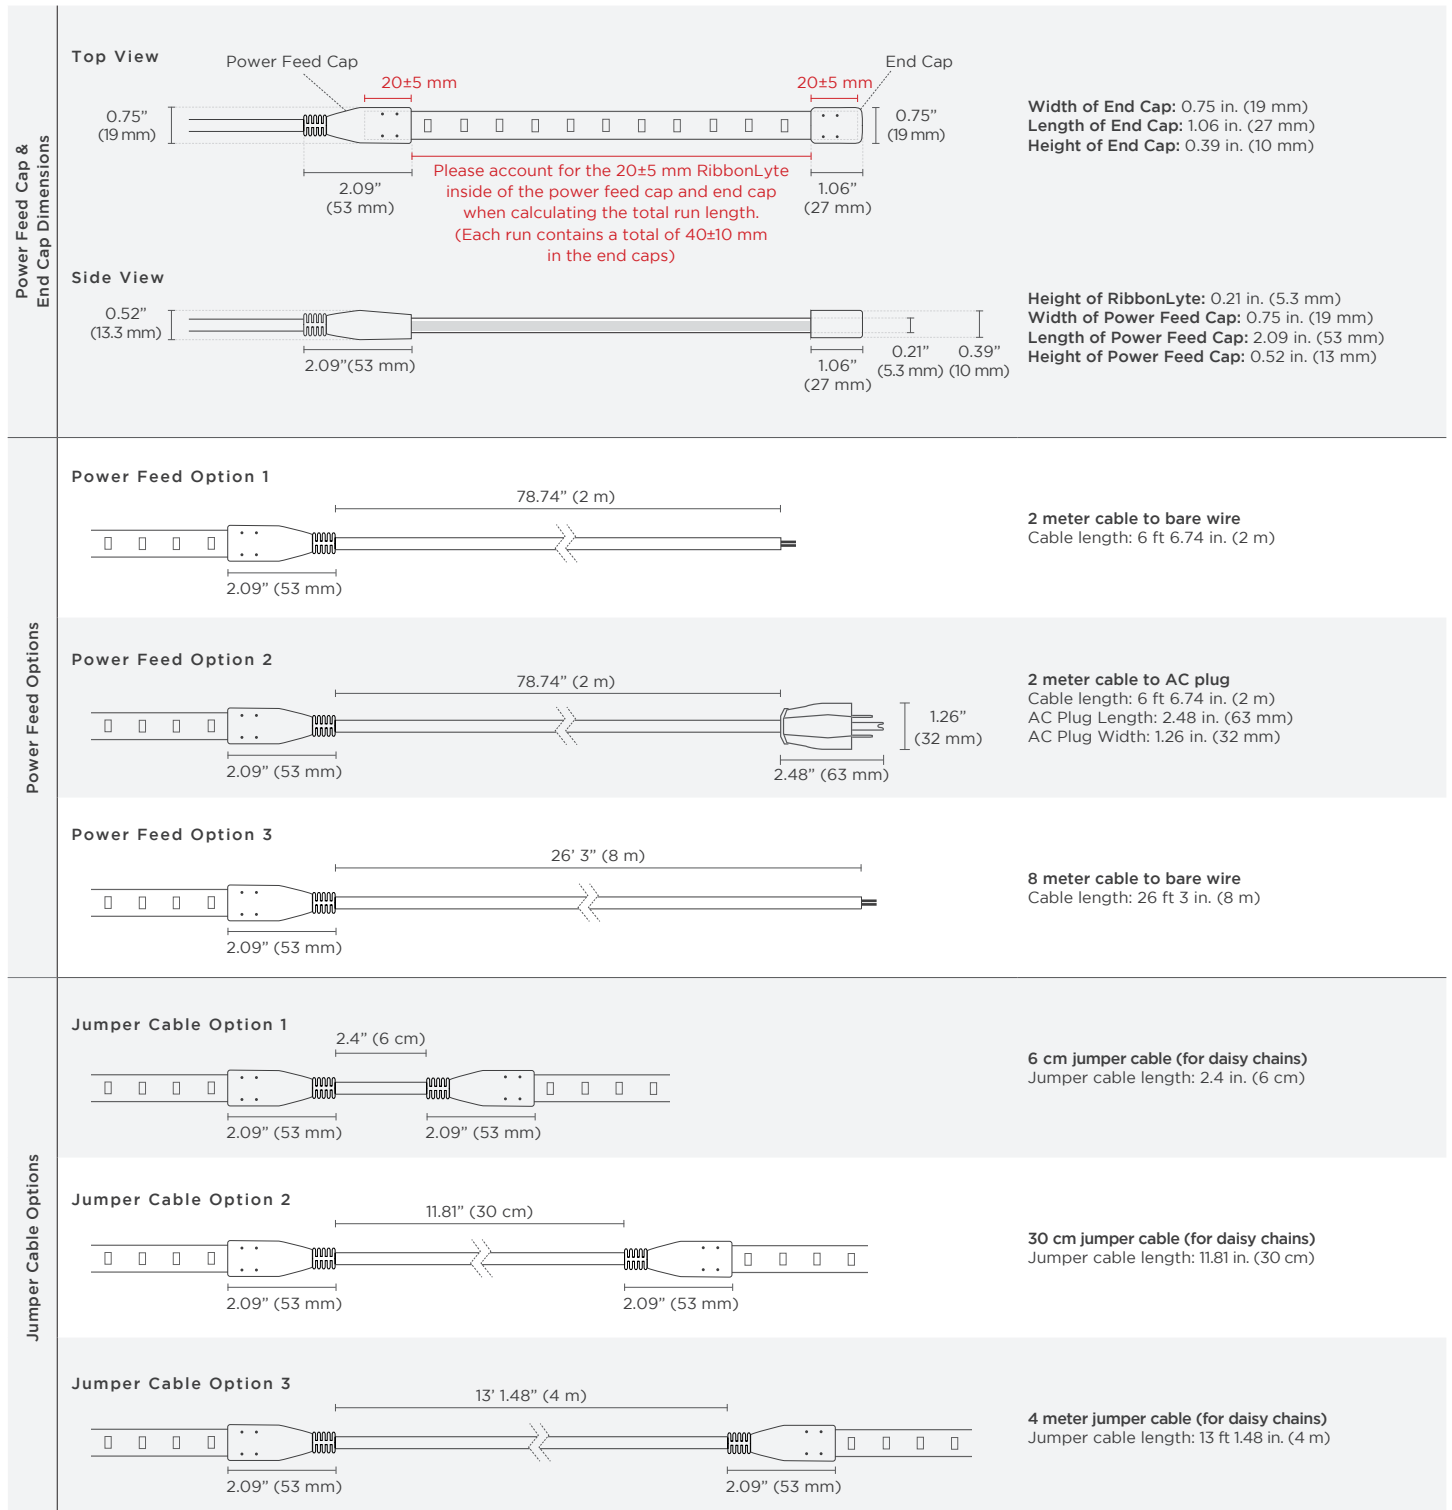 Power Feed Cap &
End Cap Dimensions
Top View
Power Feed Cap
End Cap
20±5 mm
20±5 mm
0.75”
(19 mm)
0.75”
(19 mm)
2.09”
(53 mm)
1.06”
(27 mm)
Please account for the 20±5 mm RibbonLyte
inside of the power feed cap and end cap
when calculating the total run length.
(Each run contains a total of 40±10 mm
in the end caps)
Width of End Cap: 0.75 in. (19 mm)
Length of End Cap: 1.06 in. (27 mm)
Height of End Cap: 0.39 in. (10 mm)
Side View
0.52”
(13.3 mm)
2.09”(53 mm)
1.06”
(27 mm)
0.21”
(5.3 mm)
0.39”
(10 mm)
Height of RibbonLyte: 0.21 in. (5.3 mm)
Width of Power Feed Cap: 0.75 in. (19 mm)
Length of Power Feed Cap: 2.09 in. (53 mm)
Height of Power Feed Cap: 0.52 in. (13 mm)
Power Feed Options
Power Feed Option 1
78.74” (2 m)
2.09” (53 mm)
2 meter cable to bare wire
Cable length: 6 ft 6.74 in. (2 m)
Power Feed Option 2
78.74” (2 m)
1.26”
(32 mm)
2.09” (53 mm)
2.48” (63 mm)
2 meter cable to AC plug
Cable length: 6 ft 6.74 in. (2 m)
AC Plug Length: 2.48 in. (63 mm)
AC Plug Width: 1.26 in. (32 mm)
Power Feed Option 3
26’ 3” (8 m)
2.09” (53 mm)
8 meter cable to bare wire
Cable length: 26 ft 3 in. (8 m)
Jumper Cable Options
Jumper Cable Option 1
2.4” (6 cm)
2.09” (53 mm)
2.09” (53 mm)
6 cm jumper cable (for daisy chains)
Jumper cable length: 2.4 in. (6 cm)
Jumper Cable Option 2
11.81” (30 cm)
2.09” (53 mm)
2.09” (53 mm)
30 cm jumper cable (for daisy chains)
Jumper cable length: 11.81 in. (30 cm)
Jumper Cable Option 3
13’ 1.48” (4 m)
2.09” (53 mm)
2.09” (53 mm)
4 meter jumper cable (for daisy chains)
Jumper cable length: 13 ft 1.48 in. (4 m)